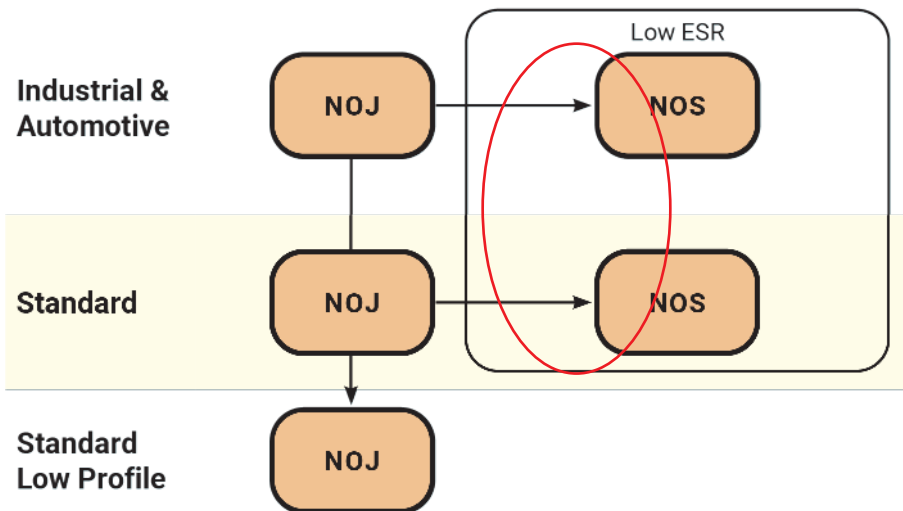 Low ESR
Industrial &
Automotive
NOJ
NOS
Standard
NOJ
NOS
Standard
Low Profile
NOJ